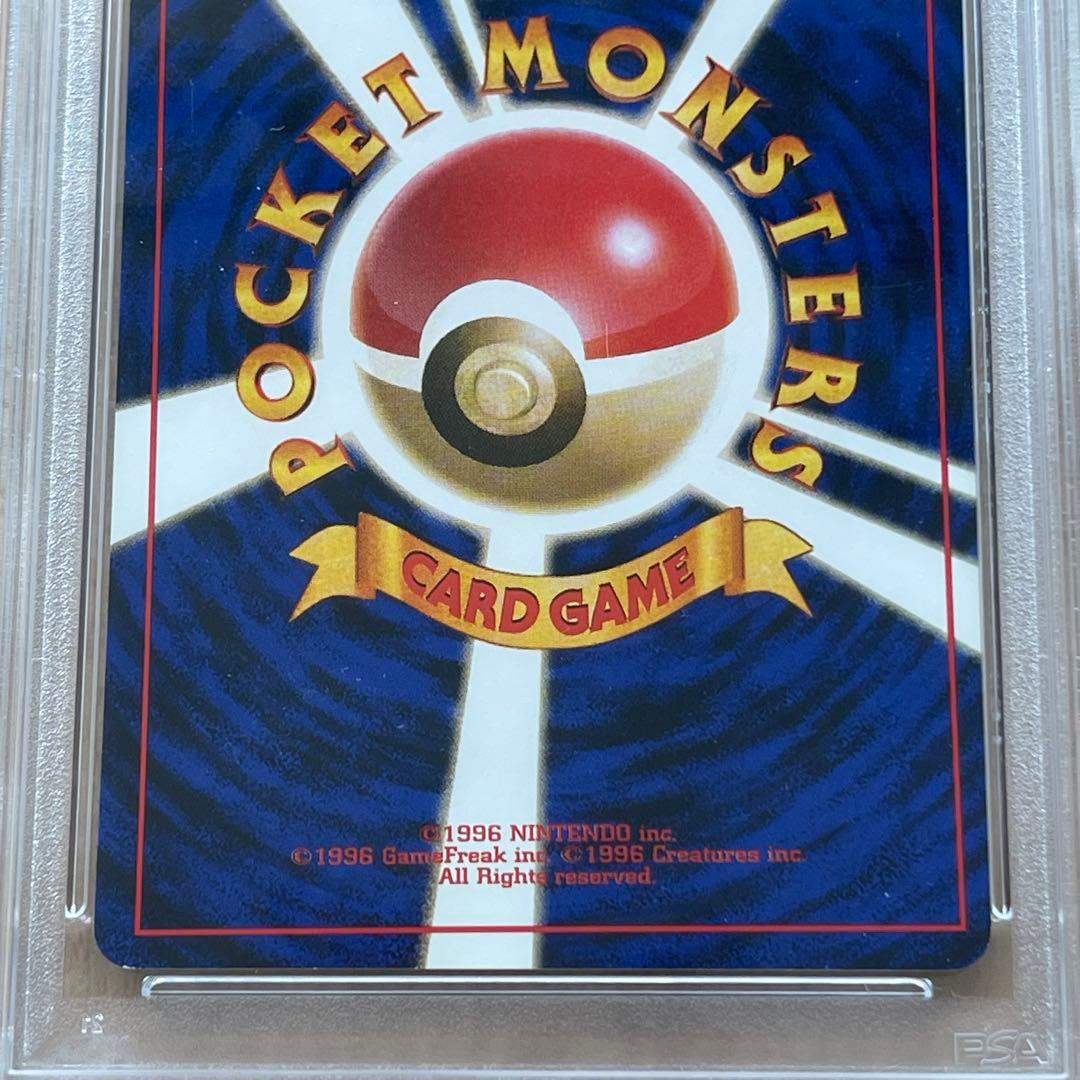 POCKET MONSTERS
CARD GAME
©1996 NINTENDO inc.
©1996 GameFreak inc. ©1996 Creatures inc.
All Rights reserved.
PSA